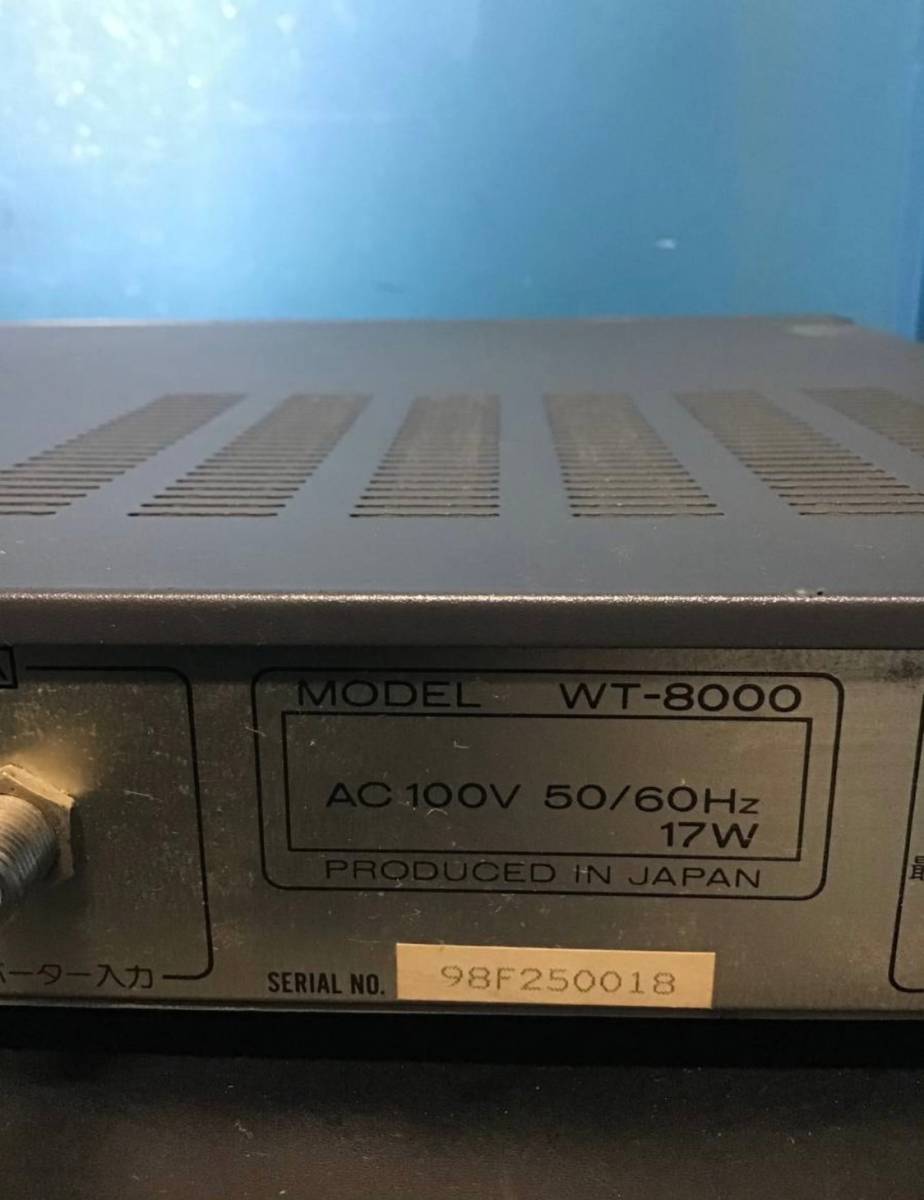 MODEL WT-8000
AC 100V 50/60Hz
17W
PRODUCED IN JAPAN
ーター入力
SERIAL NO. 98F250018
最